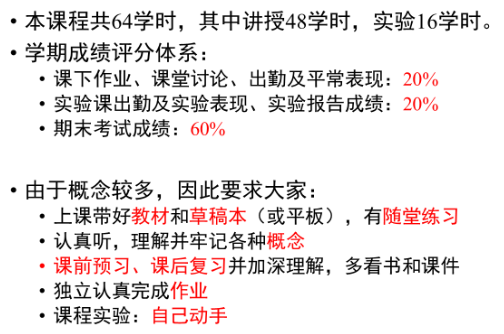 • 本课程共64学时，其中讲授48学时，实验16学时。
• 学期成绩评分体系：
• 课下作业、课堂讨论、出勤及平常表现：20%
• 实验课出勤及实验表现、实验报告成绩：20%
• 期末考试成绩：60%
• 由于概念较多，因此要求大家：
• 上课带好教材和草稿本（或平板），有随堂练习
• 认真听，理解并牢记各种概念
• 课前预习、课后复习并加深理解，多看书和课件
• 独立认真完成作业
• 课程实验：自己动手